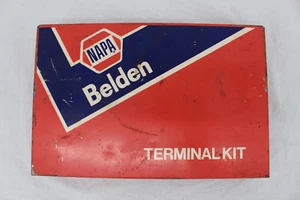 NAPA
Belden
TERMINAL KIT